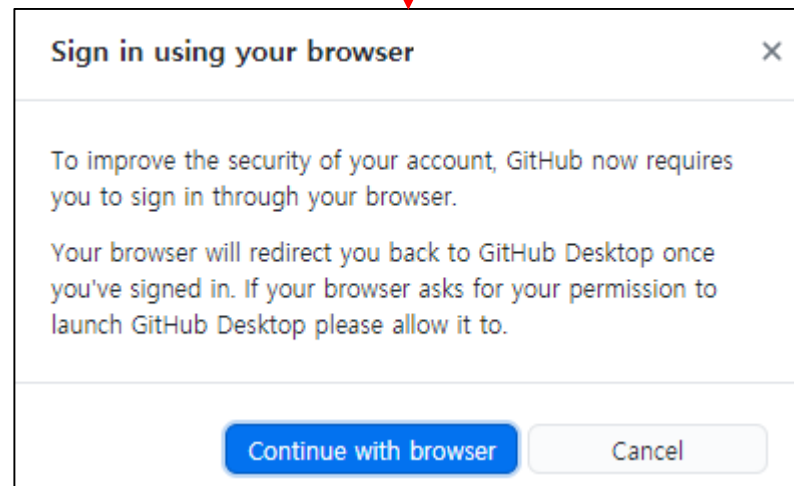 Sign in using your browser
To improve the security of your account, GitHub now requires
you to sign in through your browser.
Your browser will redirect you back to GitHub Desktop once
you've signed in. If your browser asks for your permission to
launch GitHub Desktop please allow it to.
Continue with browser
Cancel